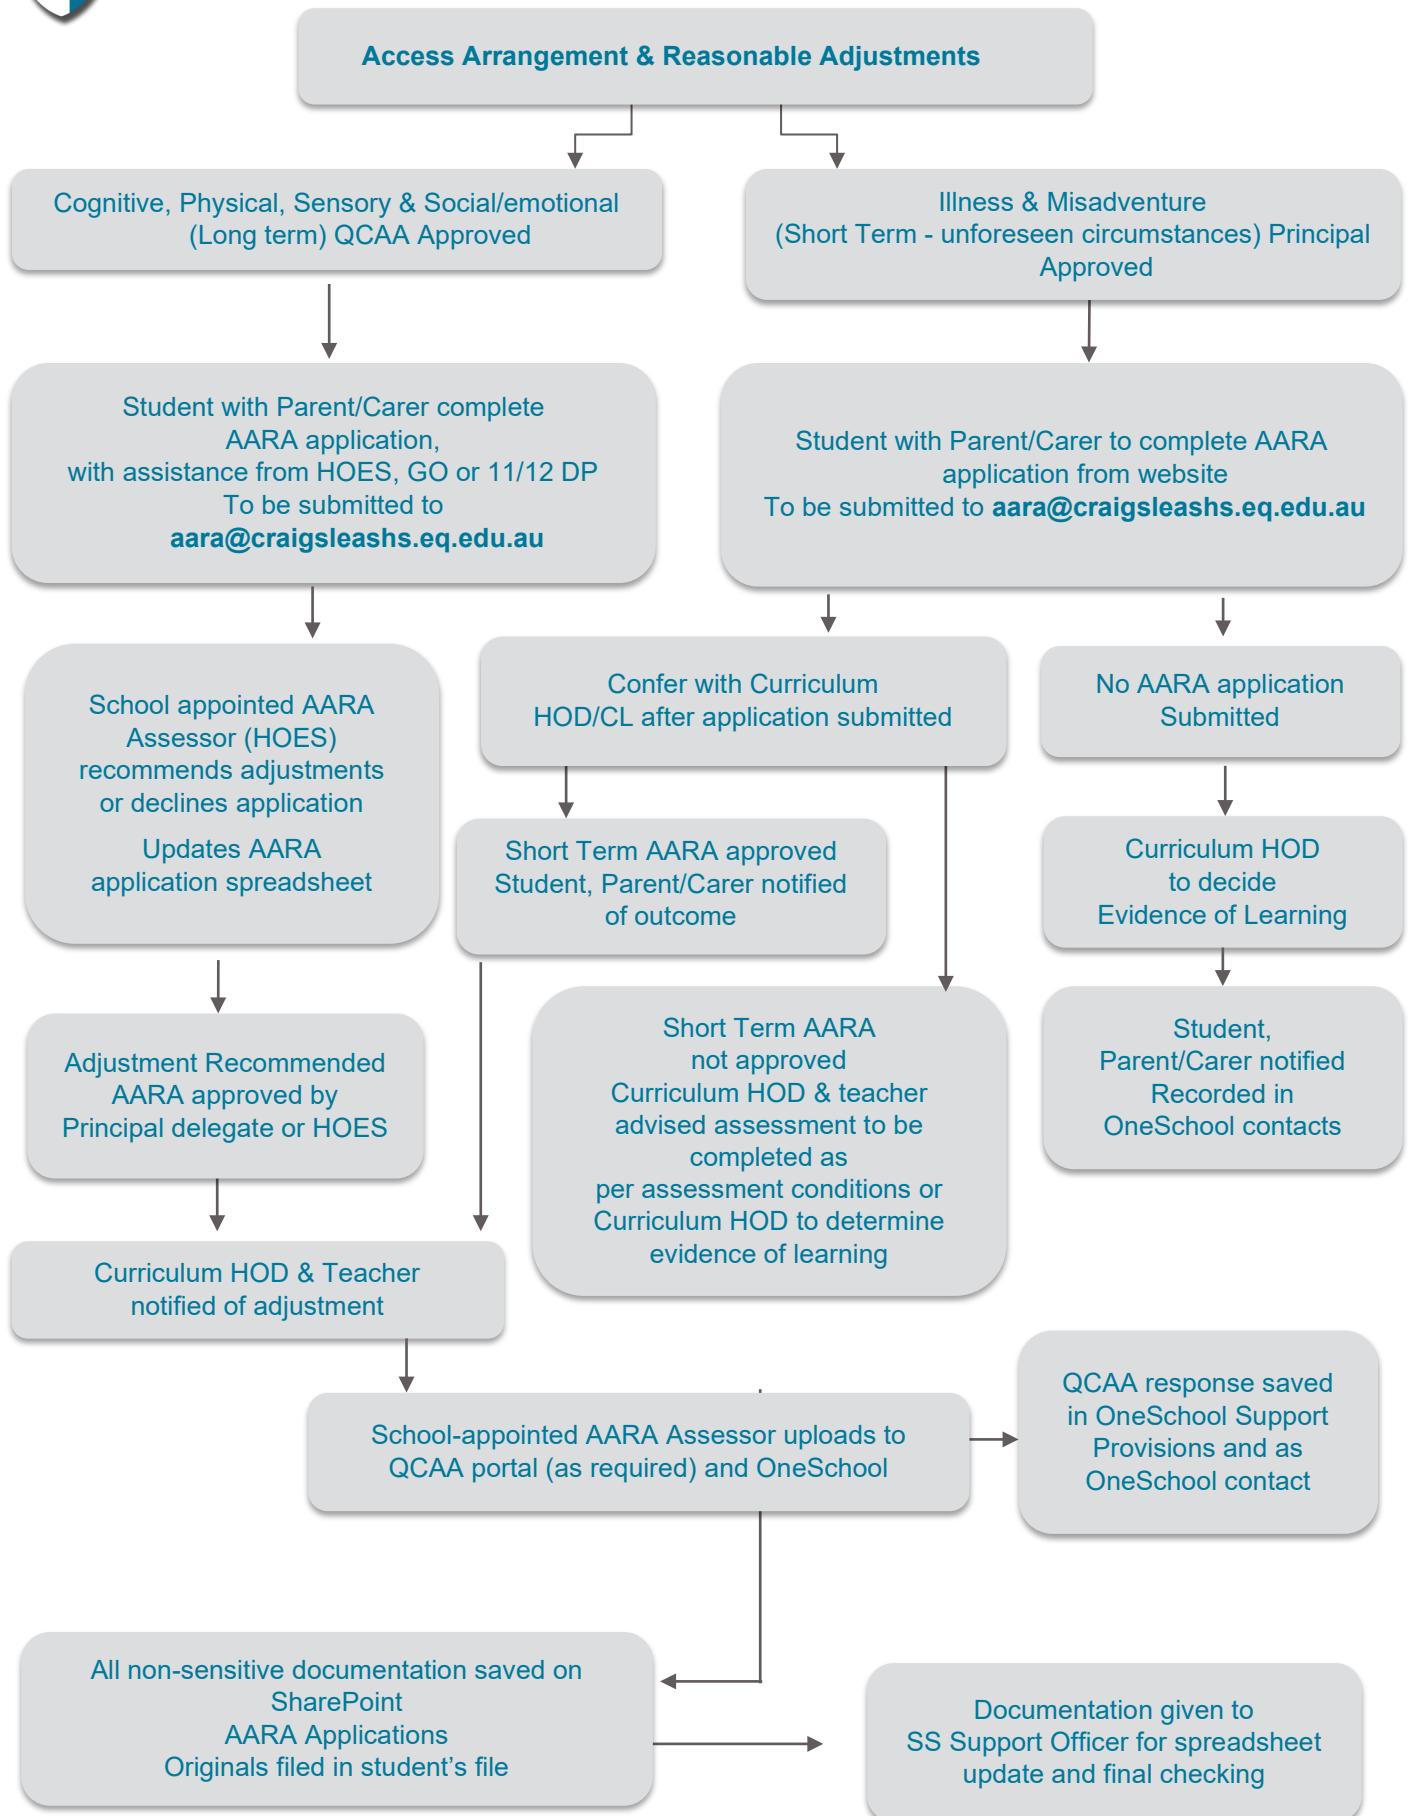 Access Arrangement & Reasonable Adjustments
Cognitive, Physical, Sensory & Social/emotional
(Long term) QCAA Approved
Illness & Misadventure
(Short Term - unforeseen circumstances) Principal
Approved
Student with Parent/Carer complete
AARA application,
with assistance from HOES, GO or 11/12 DP
To be submitted to
aara@craigsleashs.eq.edu.au
Student with Parent/Carer to complete AARA
application from website
To be submitted to aara@craigsleashs.eq.edu.au
School appointed AARA
Assessor (HOES)
recommends adjustments
or declines application
Updates AARA
application spreadsheet
Confer with Curriculum
HOD/CL after application submitted
No AARA application
Submitted
Short Term AARA approved
Student, Parent/Carer notified
of outcome
Curriculum HOD
to decide
Evidence of Learning
Adjustment Recommended
AARA approved by
Principal delegate or HOES
Short Term AARA
not approved
Curriculum HOD & teacher
advised assessment to be
completed as
per assessment conditions or
Curriculum HOD to determine
evidence of learning
Student,
Parent/Carer notified
Recorded in
OneSchool contacts
Curriculum HOD & Teacher
notified of adjustment
School-appointed AARA Assessor uploads to
QCAA portal (as required) and OneSchool
QCAA response saved
in OneSchool Support
Provisions and as
OneSchool contact
All non-sensitive documentation saved on
SharePoint
AARA Applications
Originals filed in student’s file
Documentation given to
SS Support Officer for spreadsheet
update and final checking